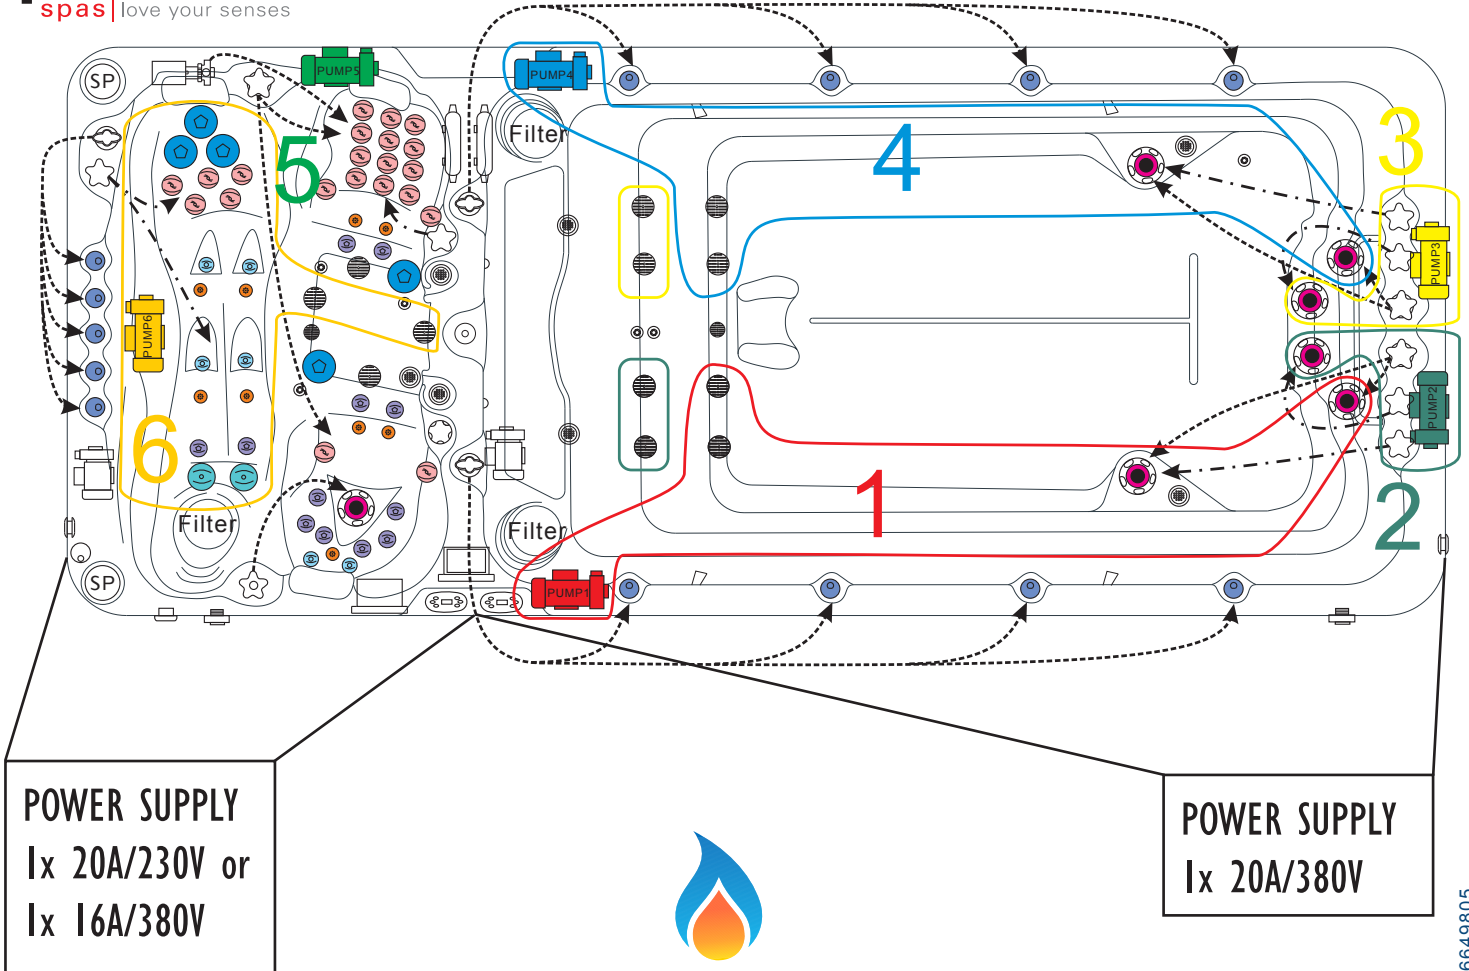 spas| love your senses
SP
PUMP5
PUMP4
Filter
5
4
3
PUMP3
PUMP6
6
PUMP2
1
2
Filter
Filter
SP
PUMP1
POWER SUPPLY
1x 20A/230V or
1x 16A/380V
POWER SUPPLY
1x 20A/380V
6649805